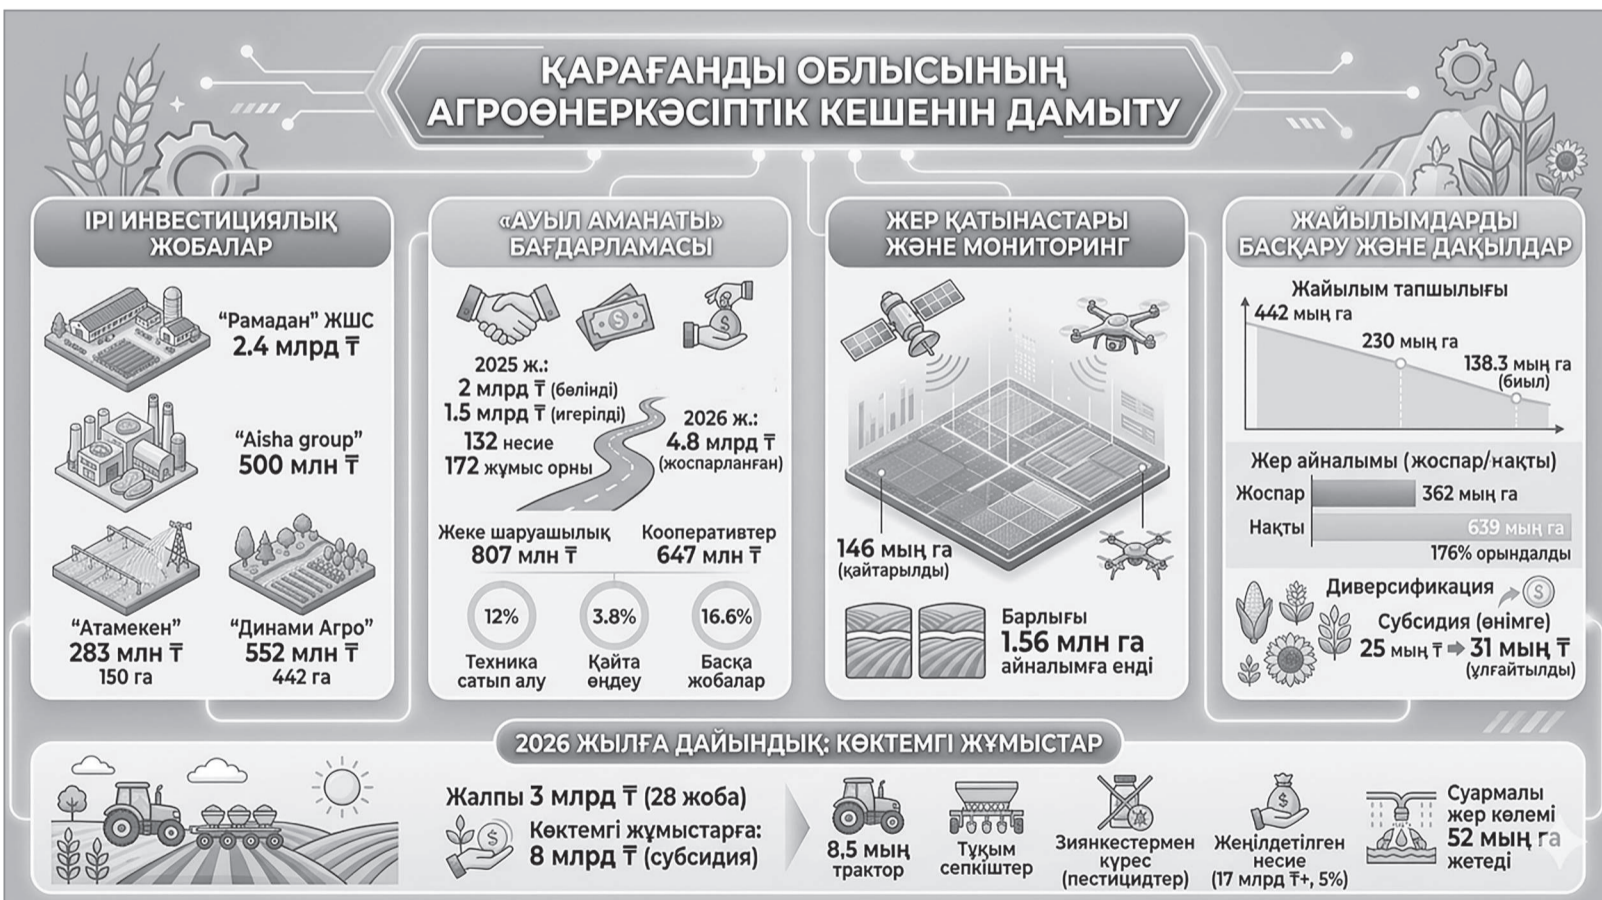 ҚАРАҒАНДЫ ОБЛЫСЫНЫҢ
АГРОӨНЕРКӘСІПТІК КЕШЕНІН ДАМЫТУ
ІРІ ИНВЕСТИЦИЯЛЫҚ
ЖОБАЛАР
“Рамадан” ЖШС
2.4 млрд ₸
“Aisha group”
500 млн ₸
“Атамекен”
283 млн ₸
150 га
“Динами Агро”
552 млн ₸
442 га
«АУЫЛ АМАНАТЫ»
БАҒДАРЛАМАСЫ
2025 ж.:
2 млрд ₸ (бөлінді)
1.5 млрд ₸ (игерілді)
132 несие
172 жұмыс орны
2026 ж.:
4.8 млрд ₸
(жоспарланған)
Жеке шаруашылық
807 млн ₸
Кооперативтер
647 млн ₸
12%
Техника
сатып алу
3.8%
Қайта
өңдеу
16.6%
Басқа
жобалар
ЖЕР ҚАТЫНАСТАРЫ
ЖӘНЕ МОНИТОРИНГ
146 мың га
(қайтарылды)
Барлығы
1.56 млн га
айналымға енді
ЖАЙЫЛЫМДАРДЫ
БАСҚАРУ ЖӘНЕ ДАҚЫЛДАР
Жайылым тапшылығы
442 мың га
230 мың га
138.3 мың га
(биыл)
Жер айналымы (жоспар/нақты)
Жоспар 362 мың га
Нақты 639 мың га
176% орындалды
Диверсификация
Субсидия (өнімге)
25 мың ₸ 31 мың ₸
(ұлғайтылды)
2026 ЖЫЛҒА ДАЙЫНДЫҚ: КӨКТЕМГІ ЖҰМЫСТАР
Жалпы 3 млрд ₸ (28 жоба)
Көктемгі жұмыстарға:
8 млрд ₸ (субсидия)
8,5 мың
трактор
Тұқым
сепкіштер
Зиянкестермен
күрес
(пестицидтер)
Жеңілдетілген
несие
(17 млрд ₸+, 5%)
Суармалы
жер көлемі
52 мың га
жетеді